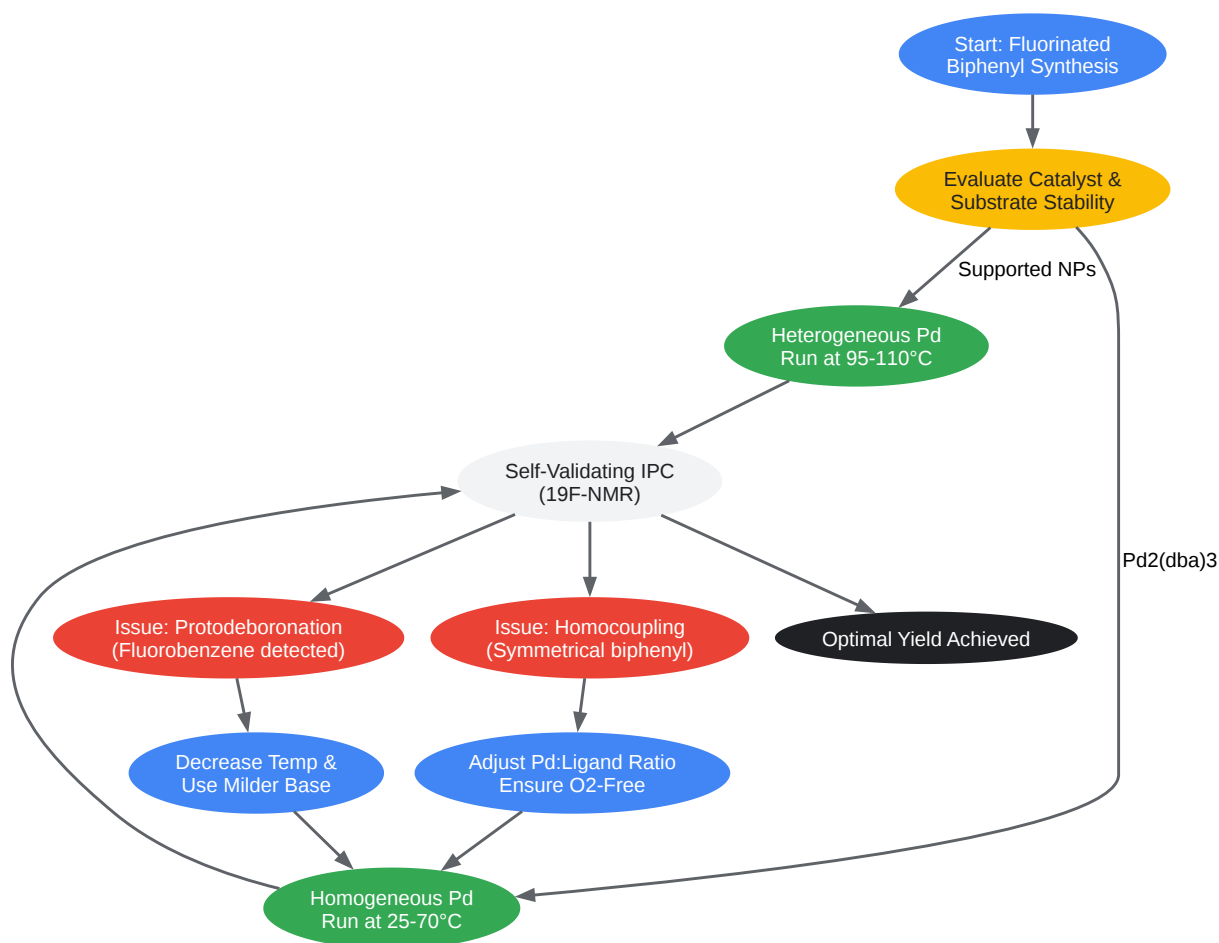 Start: Fluorinated
Biphenyl Synthesis
Evaluate Catalyst &
Substrate Stability
Supported NPs
Heterogeneous Pd
Run at 95-110°C
Self-Validating IPC
(19F-NMR)
Pd2(dba)3
Issue: Protodeboronation
(Fluorobenzene detected)
Issue: Homocoupling
(Symmetrical biphenyl)
Optimal Yield Achieved
Decrease Temp &
Use Milder Base
Adjust Pd:Ligand Ratio
Ensure O2-Free
Homogeneous Pd
Run at 25-70°C